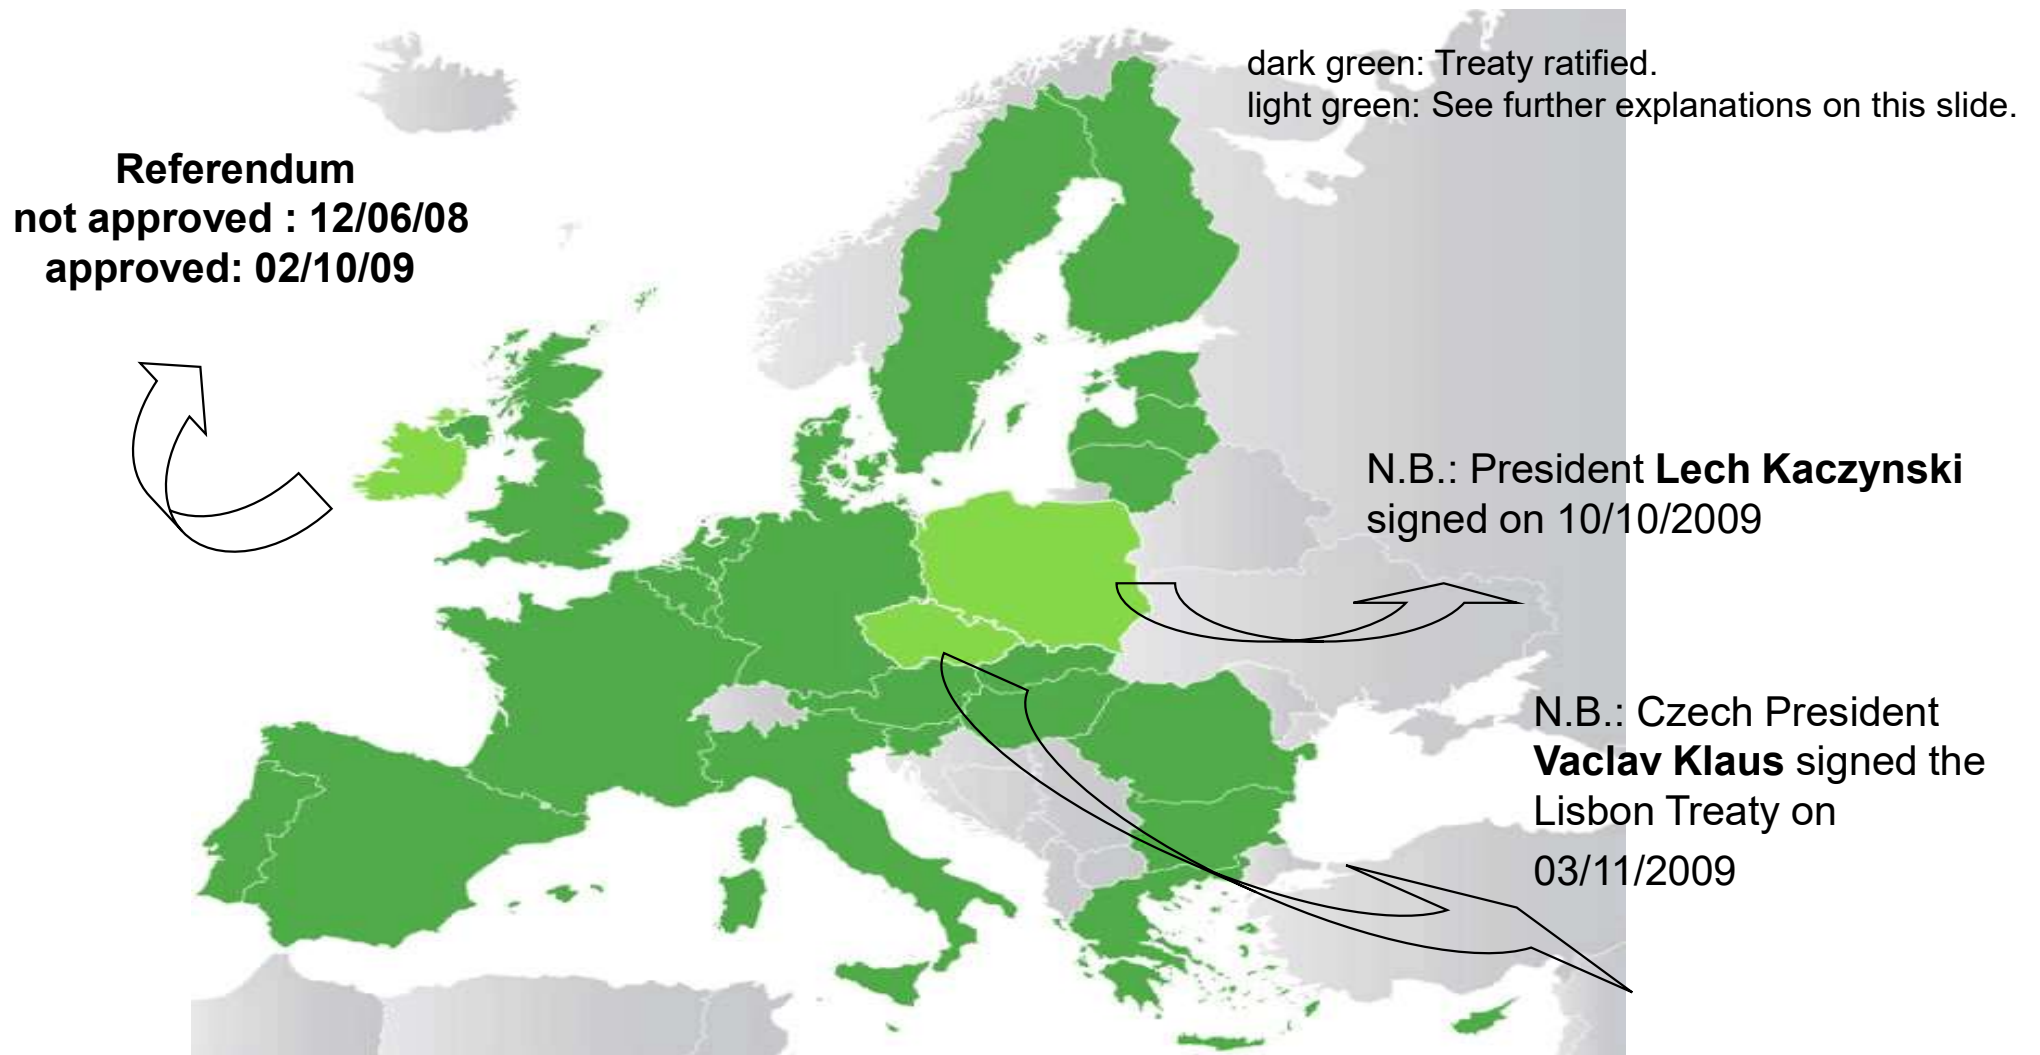 dark green: Treaty ratified.
light green: See further explanations on this slide.
Referendum
not approved : 12/06/08
approved: 02/10/09
N.B.: President Lech Kaczynski
signed on 10/10/2009
N.B.: Czech President
Vaclav Klaus signed the
Lisbon Treaty on
03/11/2009